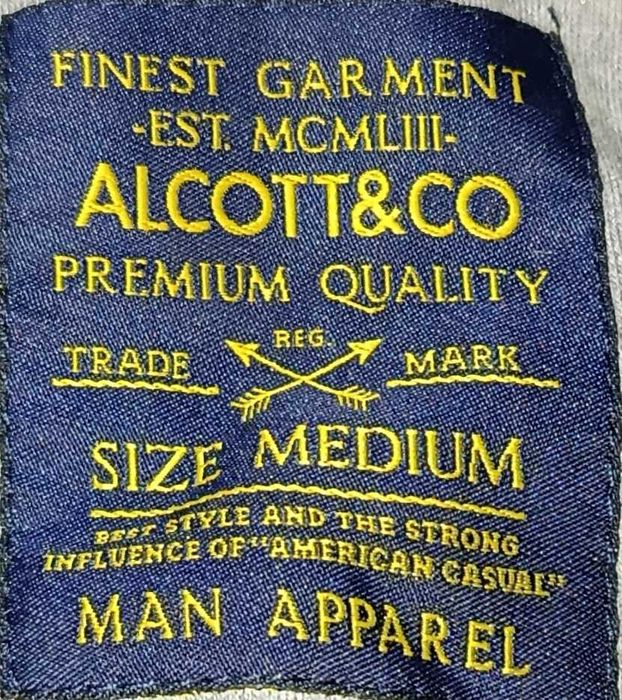 FINEST GARMENT
-EST. MCMLIII-
ALCOTT&CO
PREMIUM QUALITY
TRADE REG. MARK
SIZE MEDIUM
BEST STYLE AND THE STRONG
INFLUENCE OF "AMERICAN CASUAL"
MAN APPAREL